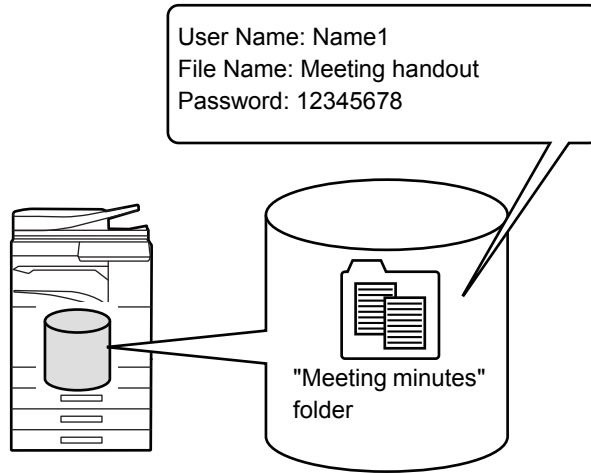 User Name: Name1
File Name: Meeting handout
Password: 12345678
"Meeting minutes"
folder